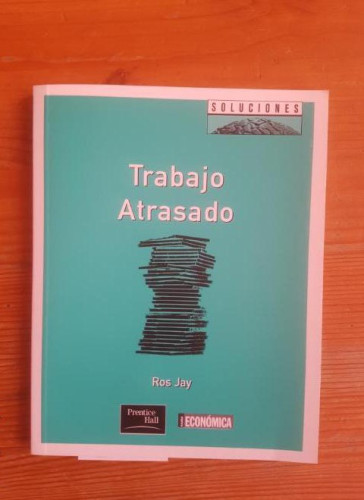 SOLUCIONES
Trabajo
Atrasado
Ros Jay
Prentice
Hall
ECONÓMICA